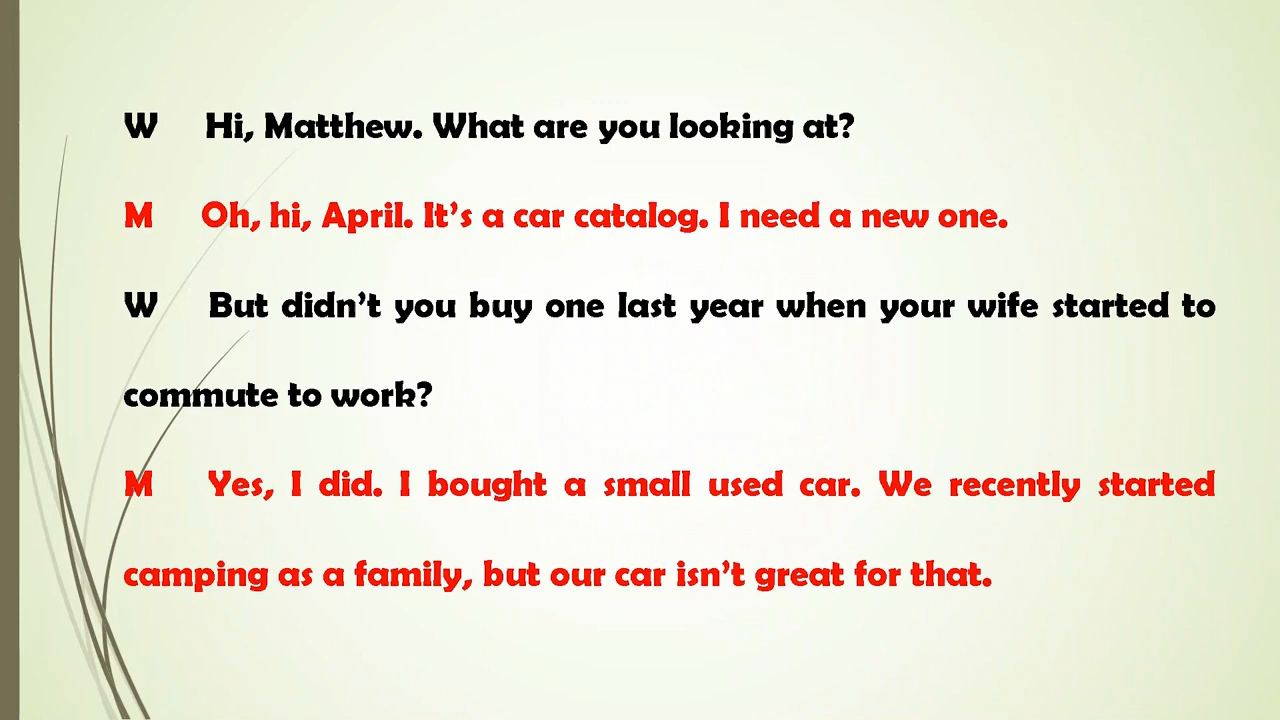 W Hi, Matthew. What are you looking at?
M Oh, hi, April. It’s a car catalog. I need a new one.
W But didn’t you buy one last year when your wife started to
commute to work?
M Yes, I did. I bought a small used car. We recently started
camping as a family, but our car isn’t great for that.